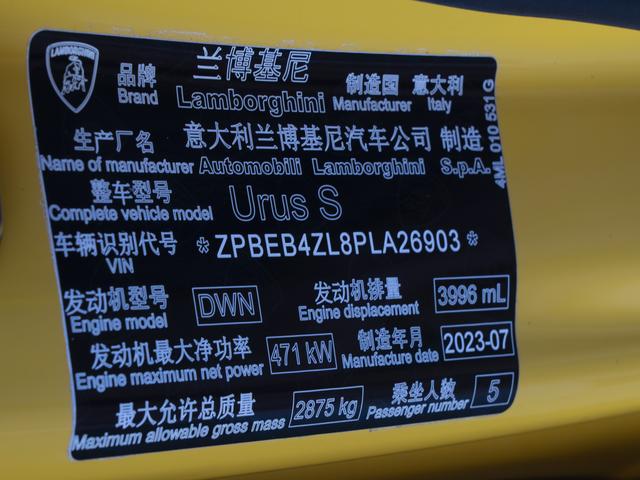 LAMBORGHINI
品牌 兰博基尼 制造国 意大利
Brand Lamborghini Manufacturer Italy
生产厂名 意大利兰博基尼汽车公司 制造
Name of manufacturer Automobili Lamborghini S.p.A.
整车型号 Urus S
Complete vehicle model
车辆识别代号 *ZPBEB4ZL8PLA26903*
VIN
发动机型号 DWN 发动机排量 3996 mL
Engine model Engine displacement
发动机最大净功率 471 kW 制造年月 2023-07
Engine maximum net power Manufacture date
最大允许总质量 2875 kg 乘坐人数 5
Maximum allowable gross mass Passenger number
4ML 010 531 G